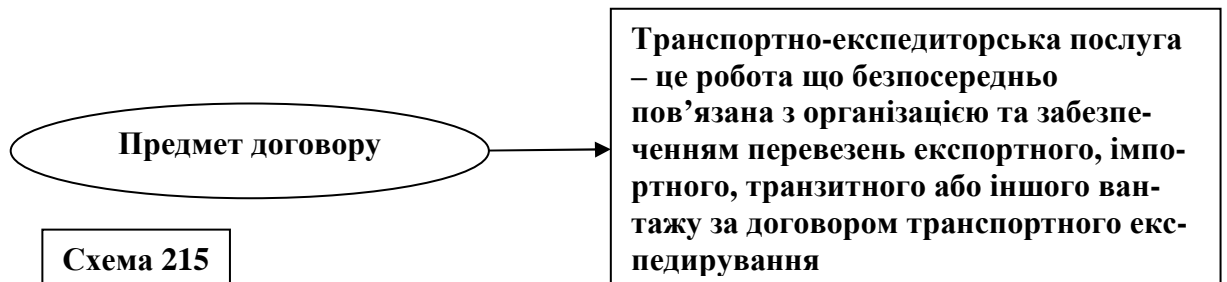 Предмет договору
Транспортно-експедиторська послуга
– це робота що безпосередньо
пов’язана з організацією та забезпе-
ченням перевезень експортного, імпо-
ртного, транзитного або іншого ван-
тажу за договором транспортного екс-
педирування
Схема 215